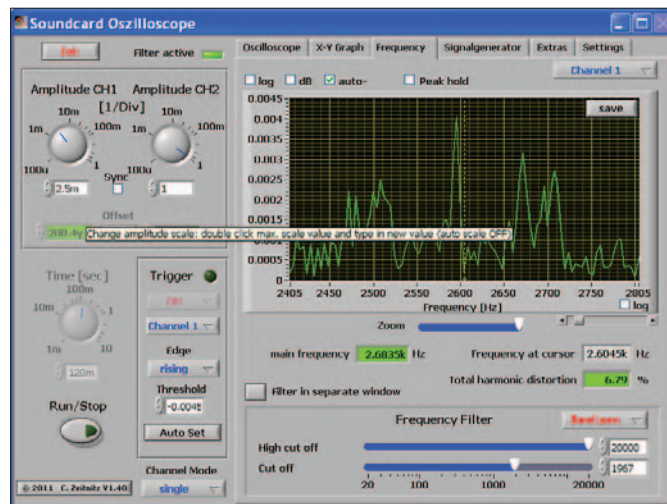 Soundcard Oszilloscope
Filter active
Oscilloscope X-Y Graph Frequency Signalgenerator Extras Settings
Channel 1
log dB auto- Peak hold
Amplitude CH1 Amplitude CH2
[1/Div]
10m 10m
1m 100m 100m
100u 1 1
Sync
2.5m 1
Offset
200.4y
Change amplitude scale: double click max. scale value and type in new value (auto scale OFF)
save
0.0045
0.004
0.0035
0.003
0.0025
0.002
0.0015
0.001
0.0005
0
2405 2450 2500 2550 2600 2650 2700 2750 2805
Frequency [Hz]
log
Zoom
main frequency 2.6835k Hz
Frequency at cursor 2.6045k Hz
Total harmonic distortion 6.79 %
Filter in separate window
Time [sec]
100m
10m 1
1m 10
120m
Run/Stop
Trigger
Channel 1
Edge
rising
Threshold
-0.0045
Auto Set
Channel Mode
single
Frequency Filter
High cut off 20000
Cut off 1967
20 100 1000 20000
© 2011 C. Zeitnitz V1.40